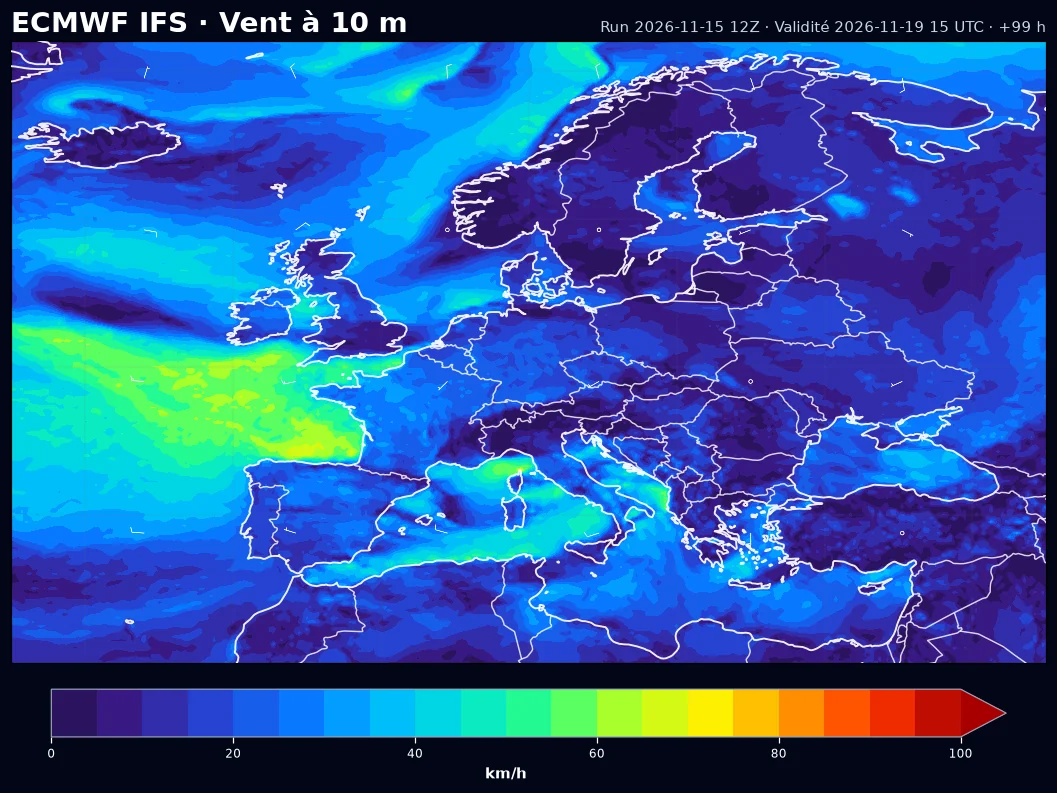 ECMWF IFS · Vent à 10 m
Run 2026-11-15 12Z · Validité 2026-11-19 15 UTC · +99 h
0 20 40 60 80 100
km/h